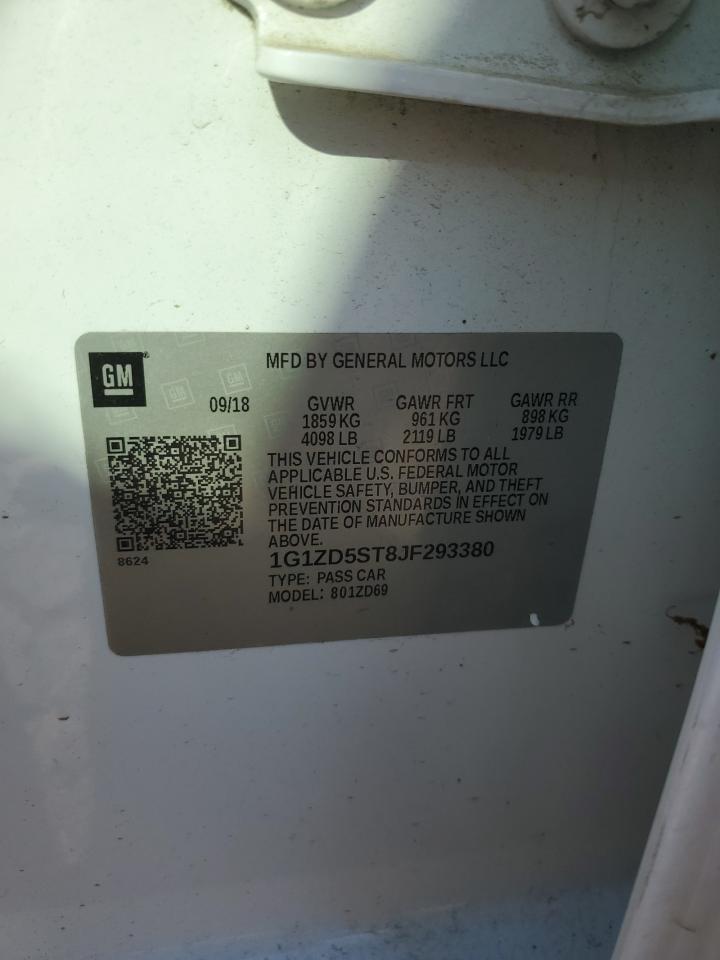 GM
MFD BY GENERAL MOTORS LLC
09/18 GVWR GAWR FRT GAWR RR
1859 KG 961 KG 898 KG
4098 LB 2119 LB 1979 LB
THIS VEHICLE CONFORMS TO ALL
APPLICABLE U.S. FEDERAL MOTOR
VEHICLE SAFETY, BUMPER, AND THEFT
PREVENTION STANDARDS IN EFFECT ON
THE DATE OF MANUFACTURE SHOWN
ABOVE.
8624
1G1ZD5ST8JF293380
TYPE: PASS CAR
MODEL: 801ZD69